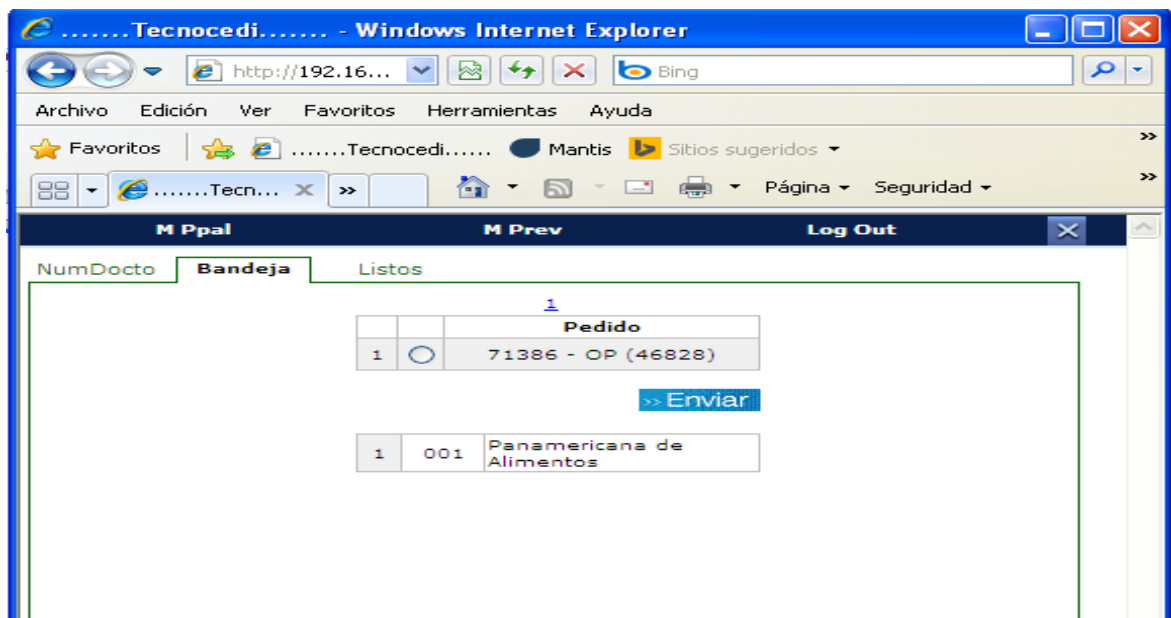 .......Tecnocedi....... - Windows Internet Explorer
http://192.16... Bing
Archivo Edición Ver Favoritos Herramientas Ayuda
Favoritos .......Tecnocedi...... Mantis Sitios sugeridos
.......Tecn... Página Seguridad
M Ppal M Prev Log Out
NumDocto Bandeja Listos
1
Pedido
1 71386 - OP (46828)
>> Enviar
1 001 Panamericana de
Alimentos